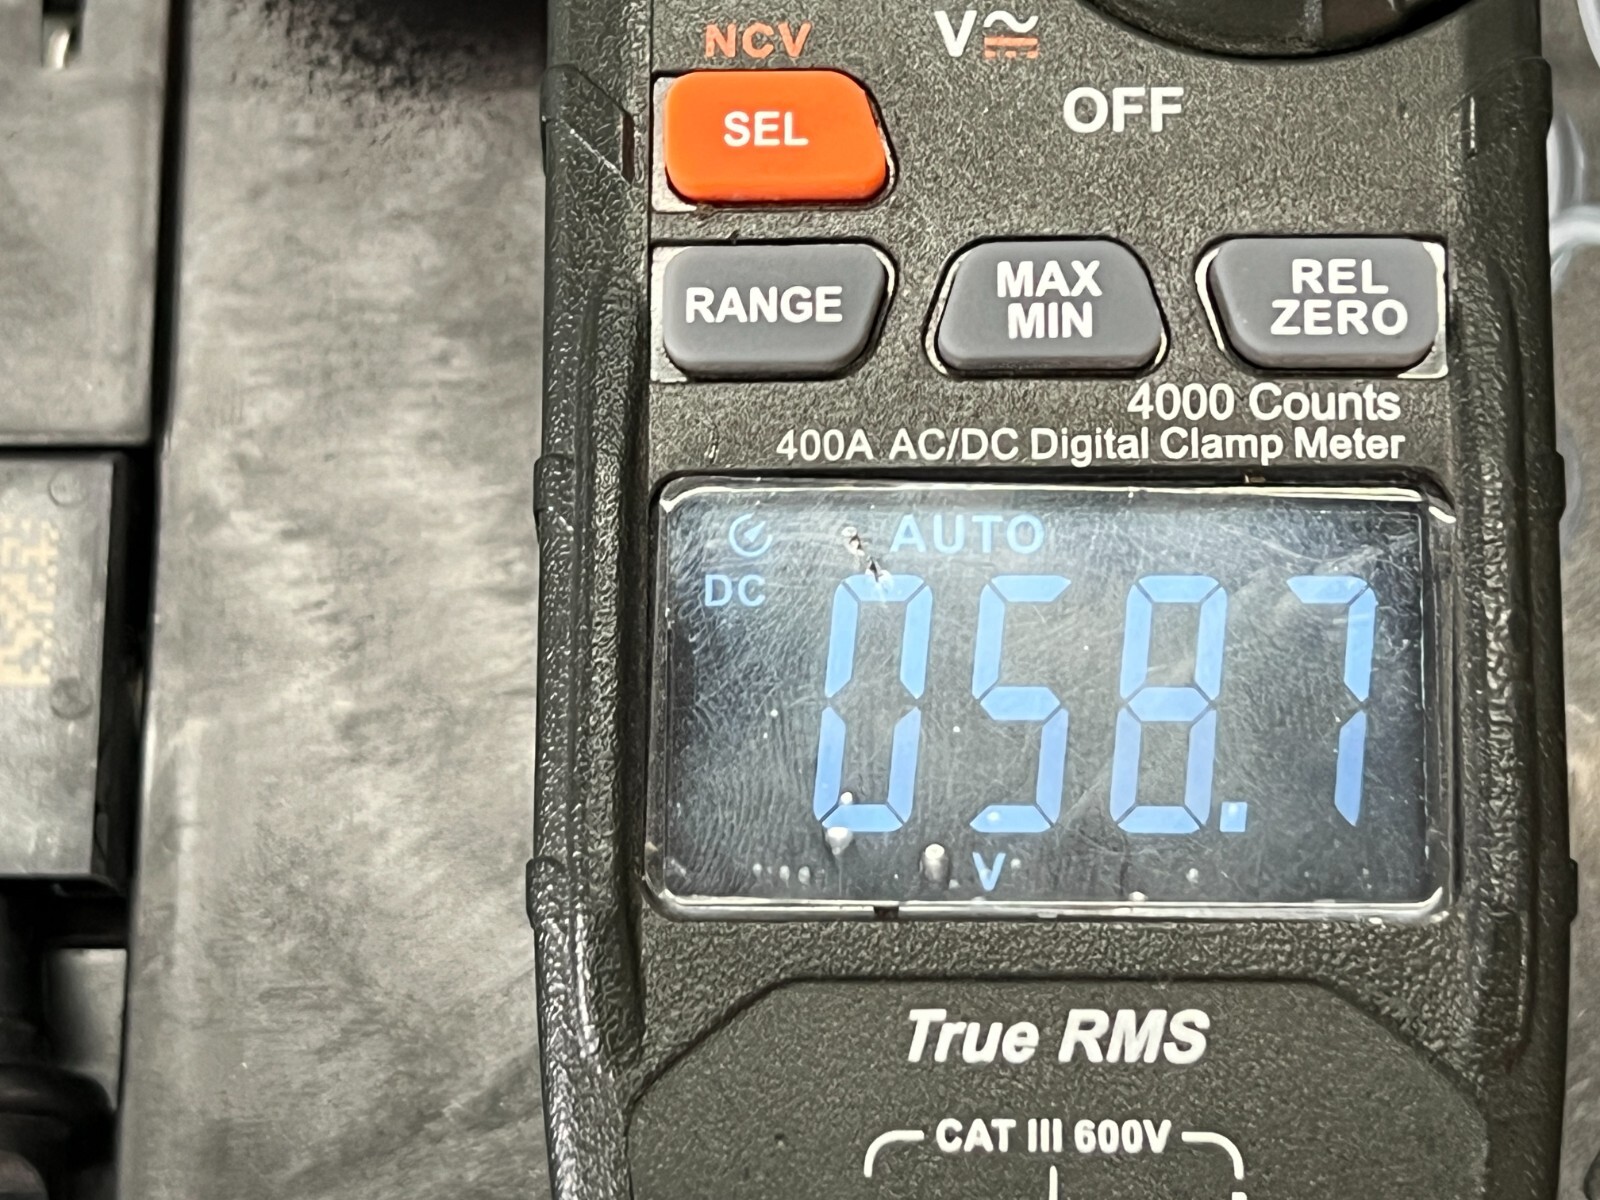 NCV
V
OFF
SEL
RANGE
MAX
MIN
REL
ZERO
4000 Counts
400A AC/DC Digital Clamp Meter
AUTO
DC
058.7
V
True RMS
CAT III 600V